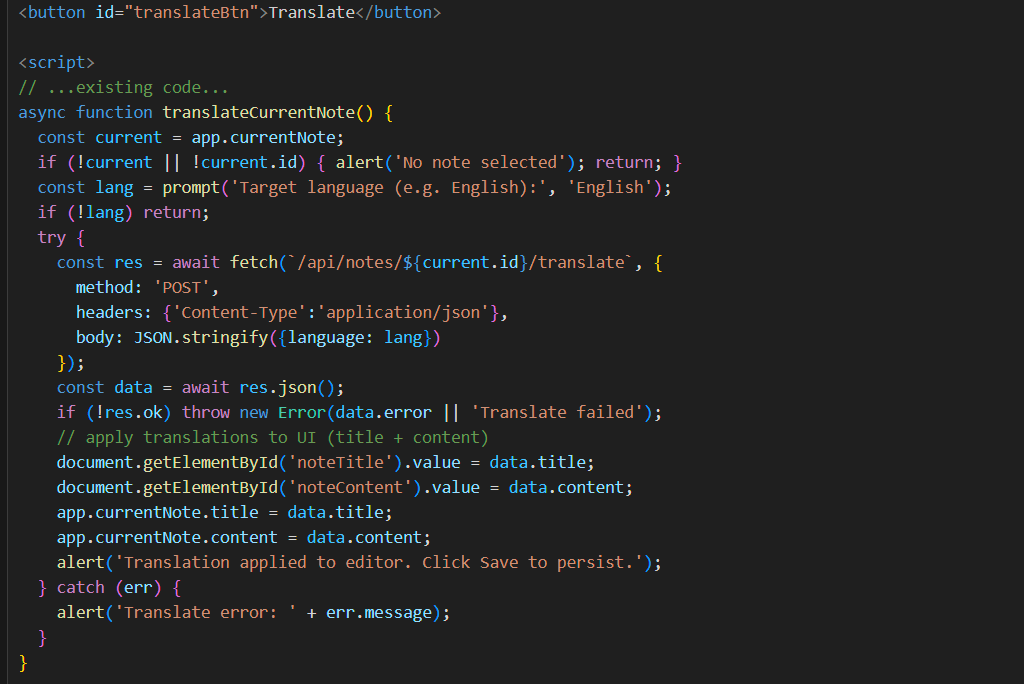 <button id="translateBtn">Translate</button>
<script>
// ...existing code...
async function translateCurrentNote() {
  const current = app.currentNote;
  if (!current || !current.id) { alert('No note selected'); return; }
  const lang = prompt('Target language (e.g. English):', 'English');
  if (!lang) return;
  try {
    const res = await fetch(`/api/notes/${current.id}/translate`, {
      method: 'POST',
      headers: {'Content-Type':'application/json'},
      body: JSON.stringify({language: lang})
    });
    const data = await res.json();
    if (!res.ok) throw new Error(data.error || 'Translate failed');
    // apply translations to UI (title + content)
    document.getElementById('noteTitle').value = data.title;
    document.getElementById('noteContent').value = data.content;
    app.currentNote.title = data.title;
    app.currentNote.content = data.content;
    alert('Translation applied to editor. Click Save to persist.');
  } catch (err) {
    alert('Translate error: ' + err.message);
  }
}